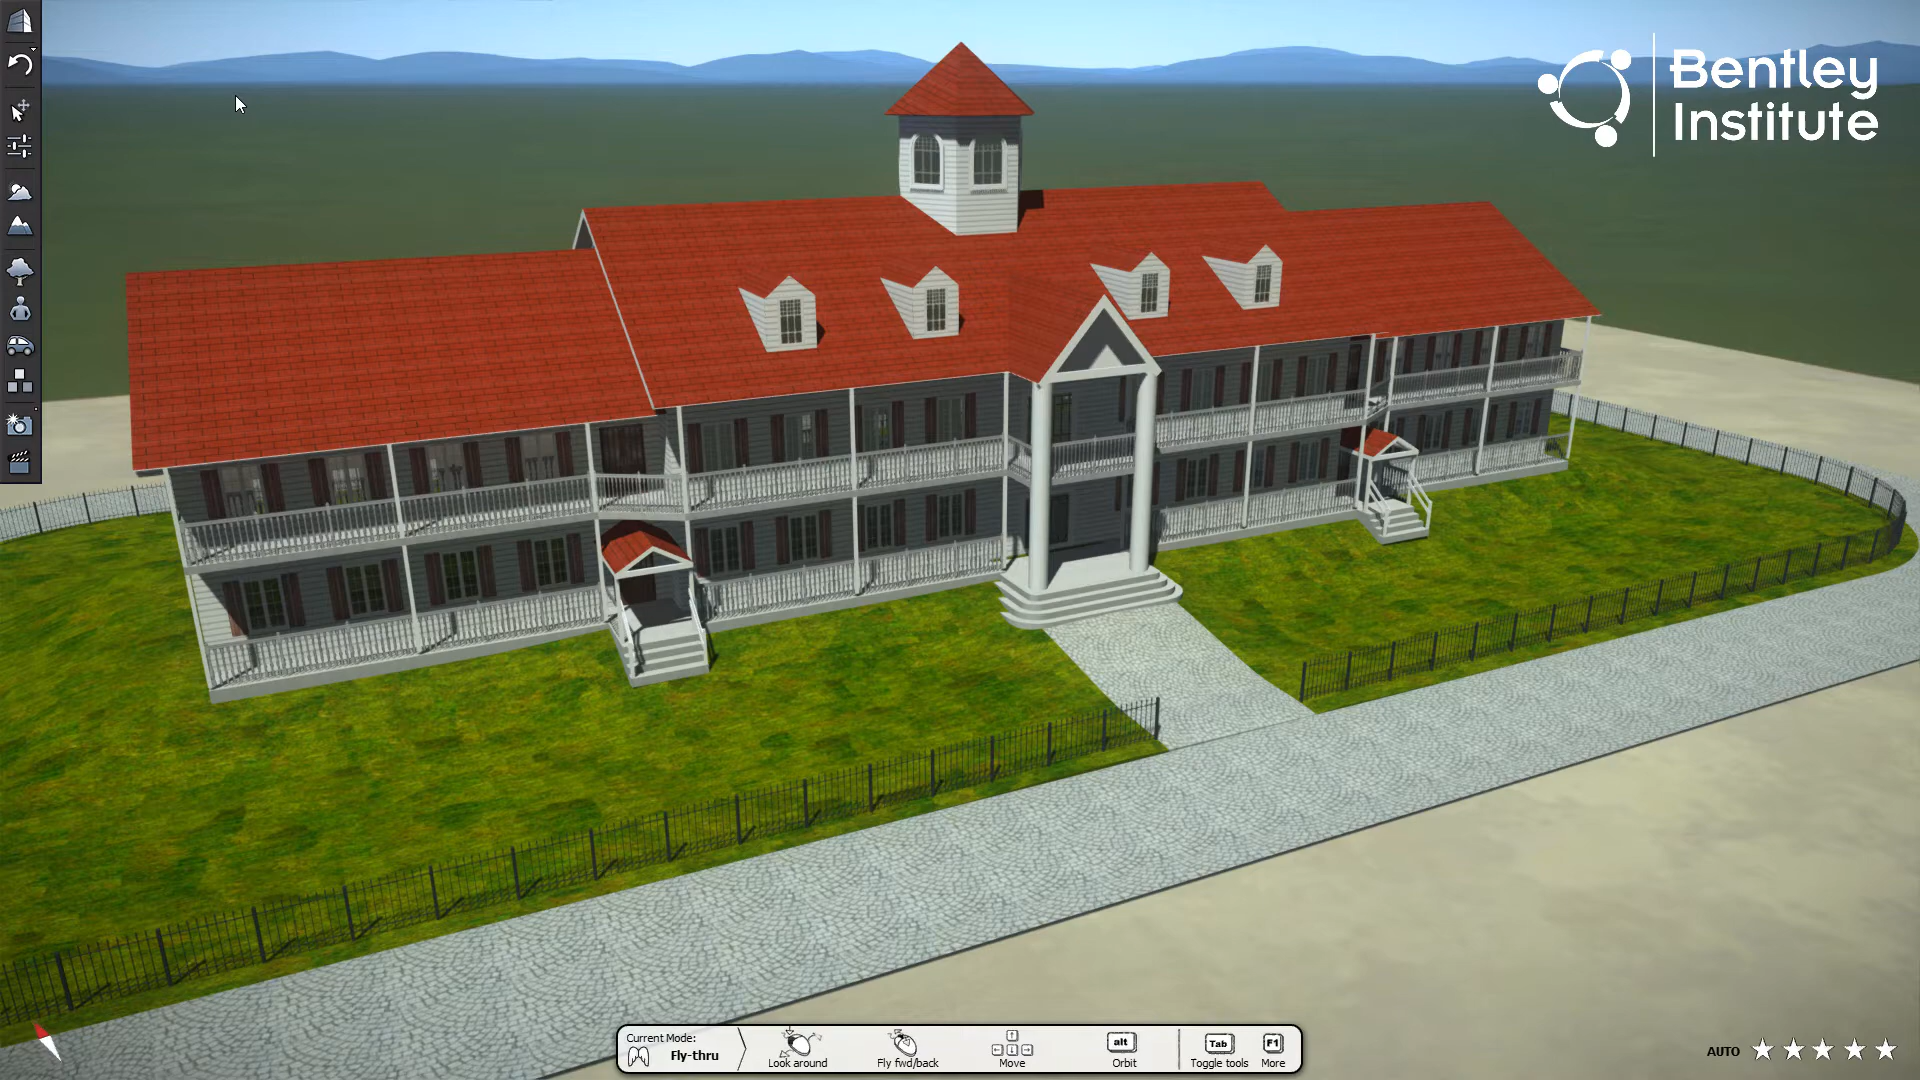 Bentley
Institute
Current Mode:
Fly-thru
Look around
Fly fwd/back
Move
alt
Orbit
Tab
Toggle tools
F1
More
AUTO